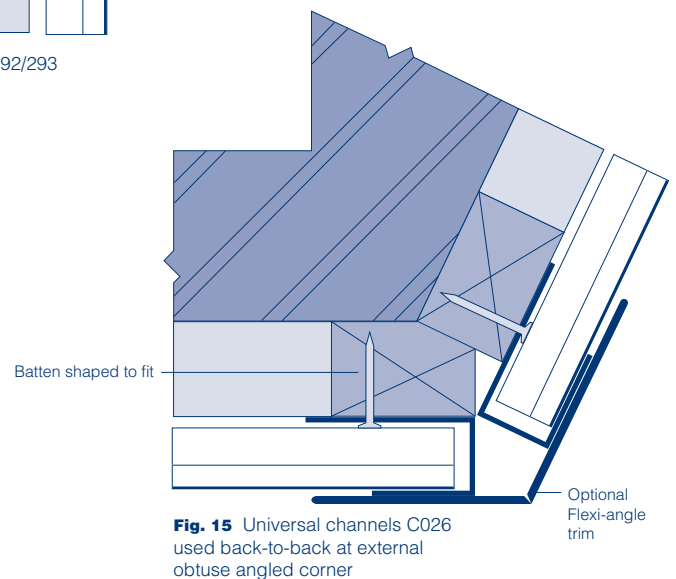 92/293
Batten shaped to fit
Optional
Flexi-angle
trim
Fig. 15 Universal channels C026
used back-to-back at external
obtuse angled corner